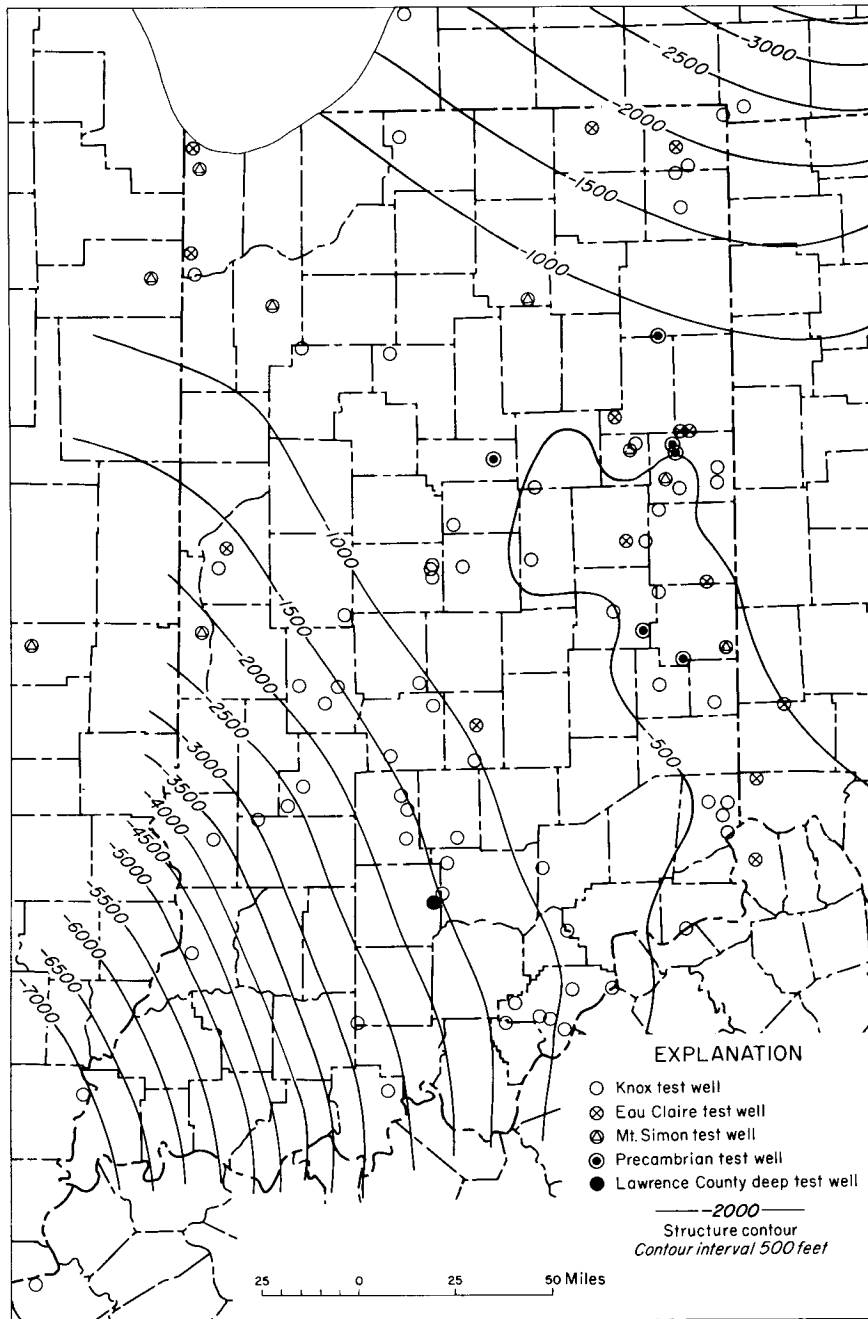 -3000
-2500
-2000
-1500
-1000
-1000
-1500
-2000
-2500
-3000
-3500
-4000
-4500
-5000
-5500
-6000
-6500
-7000
-500
EXPLANATION
Knox test well
Eau Claire test well
Mt. Simon test well
Precambrian test well
Lawrence County deep test well
-2000
Structure contour
Contour interval 500 feet
25 0 25 50 Miles